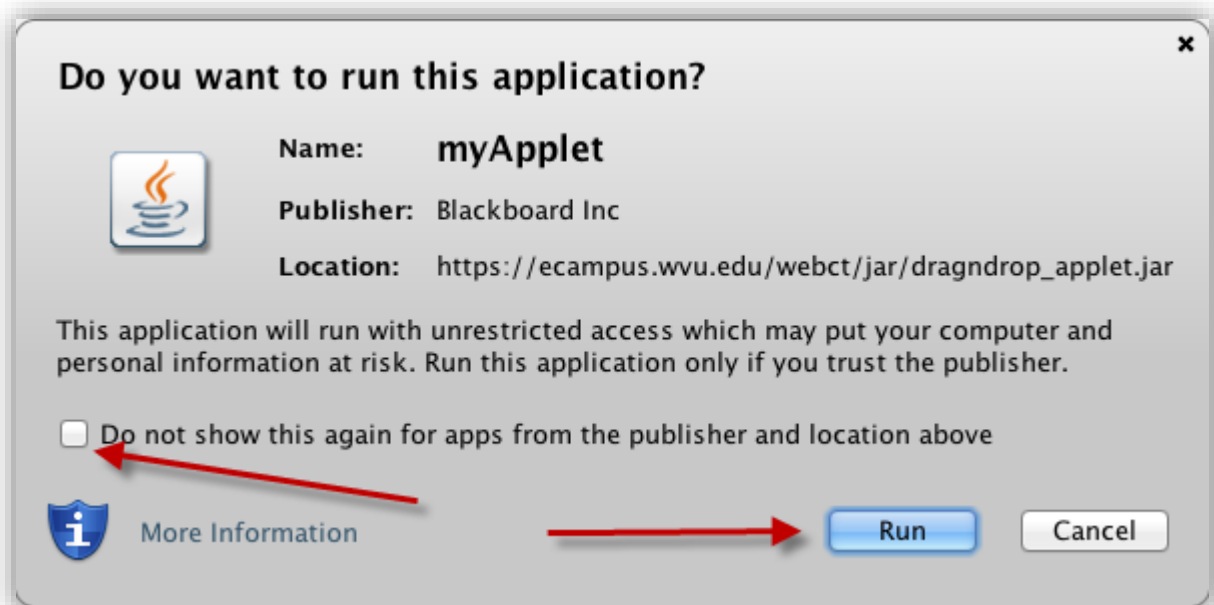 Do you want to run this application?
Name: myApplet
Publisher: Blackboard Inc
Location: https://ecampus.wvu.edu/webct/jar/dragndrop_applet.jar
This application will run with unrestricted access which may put your computer and
personal information at risk. Run this application only if you trust the publisher.
Do not show this again for apps from the publisher and location above
More Information Run Cancel